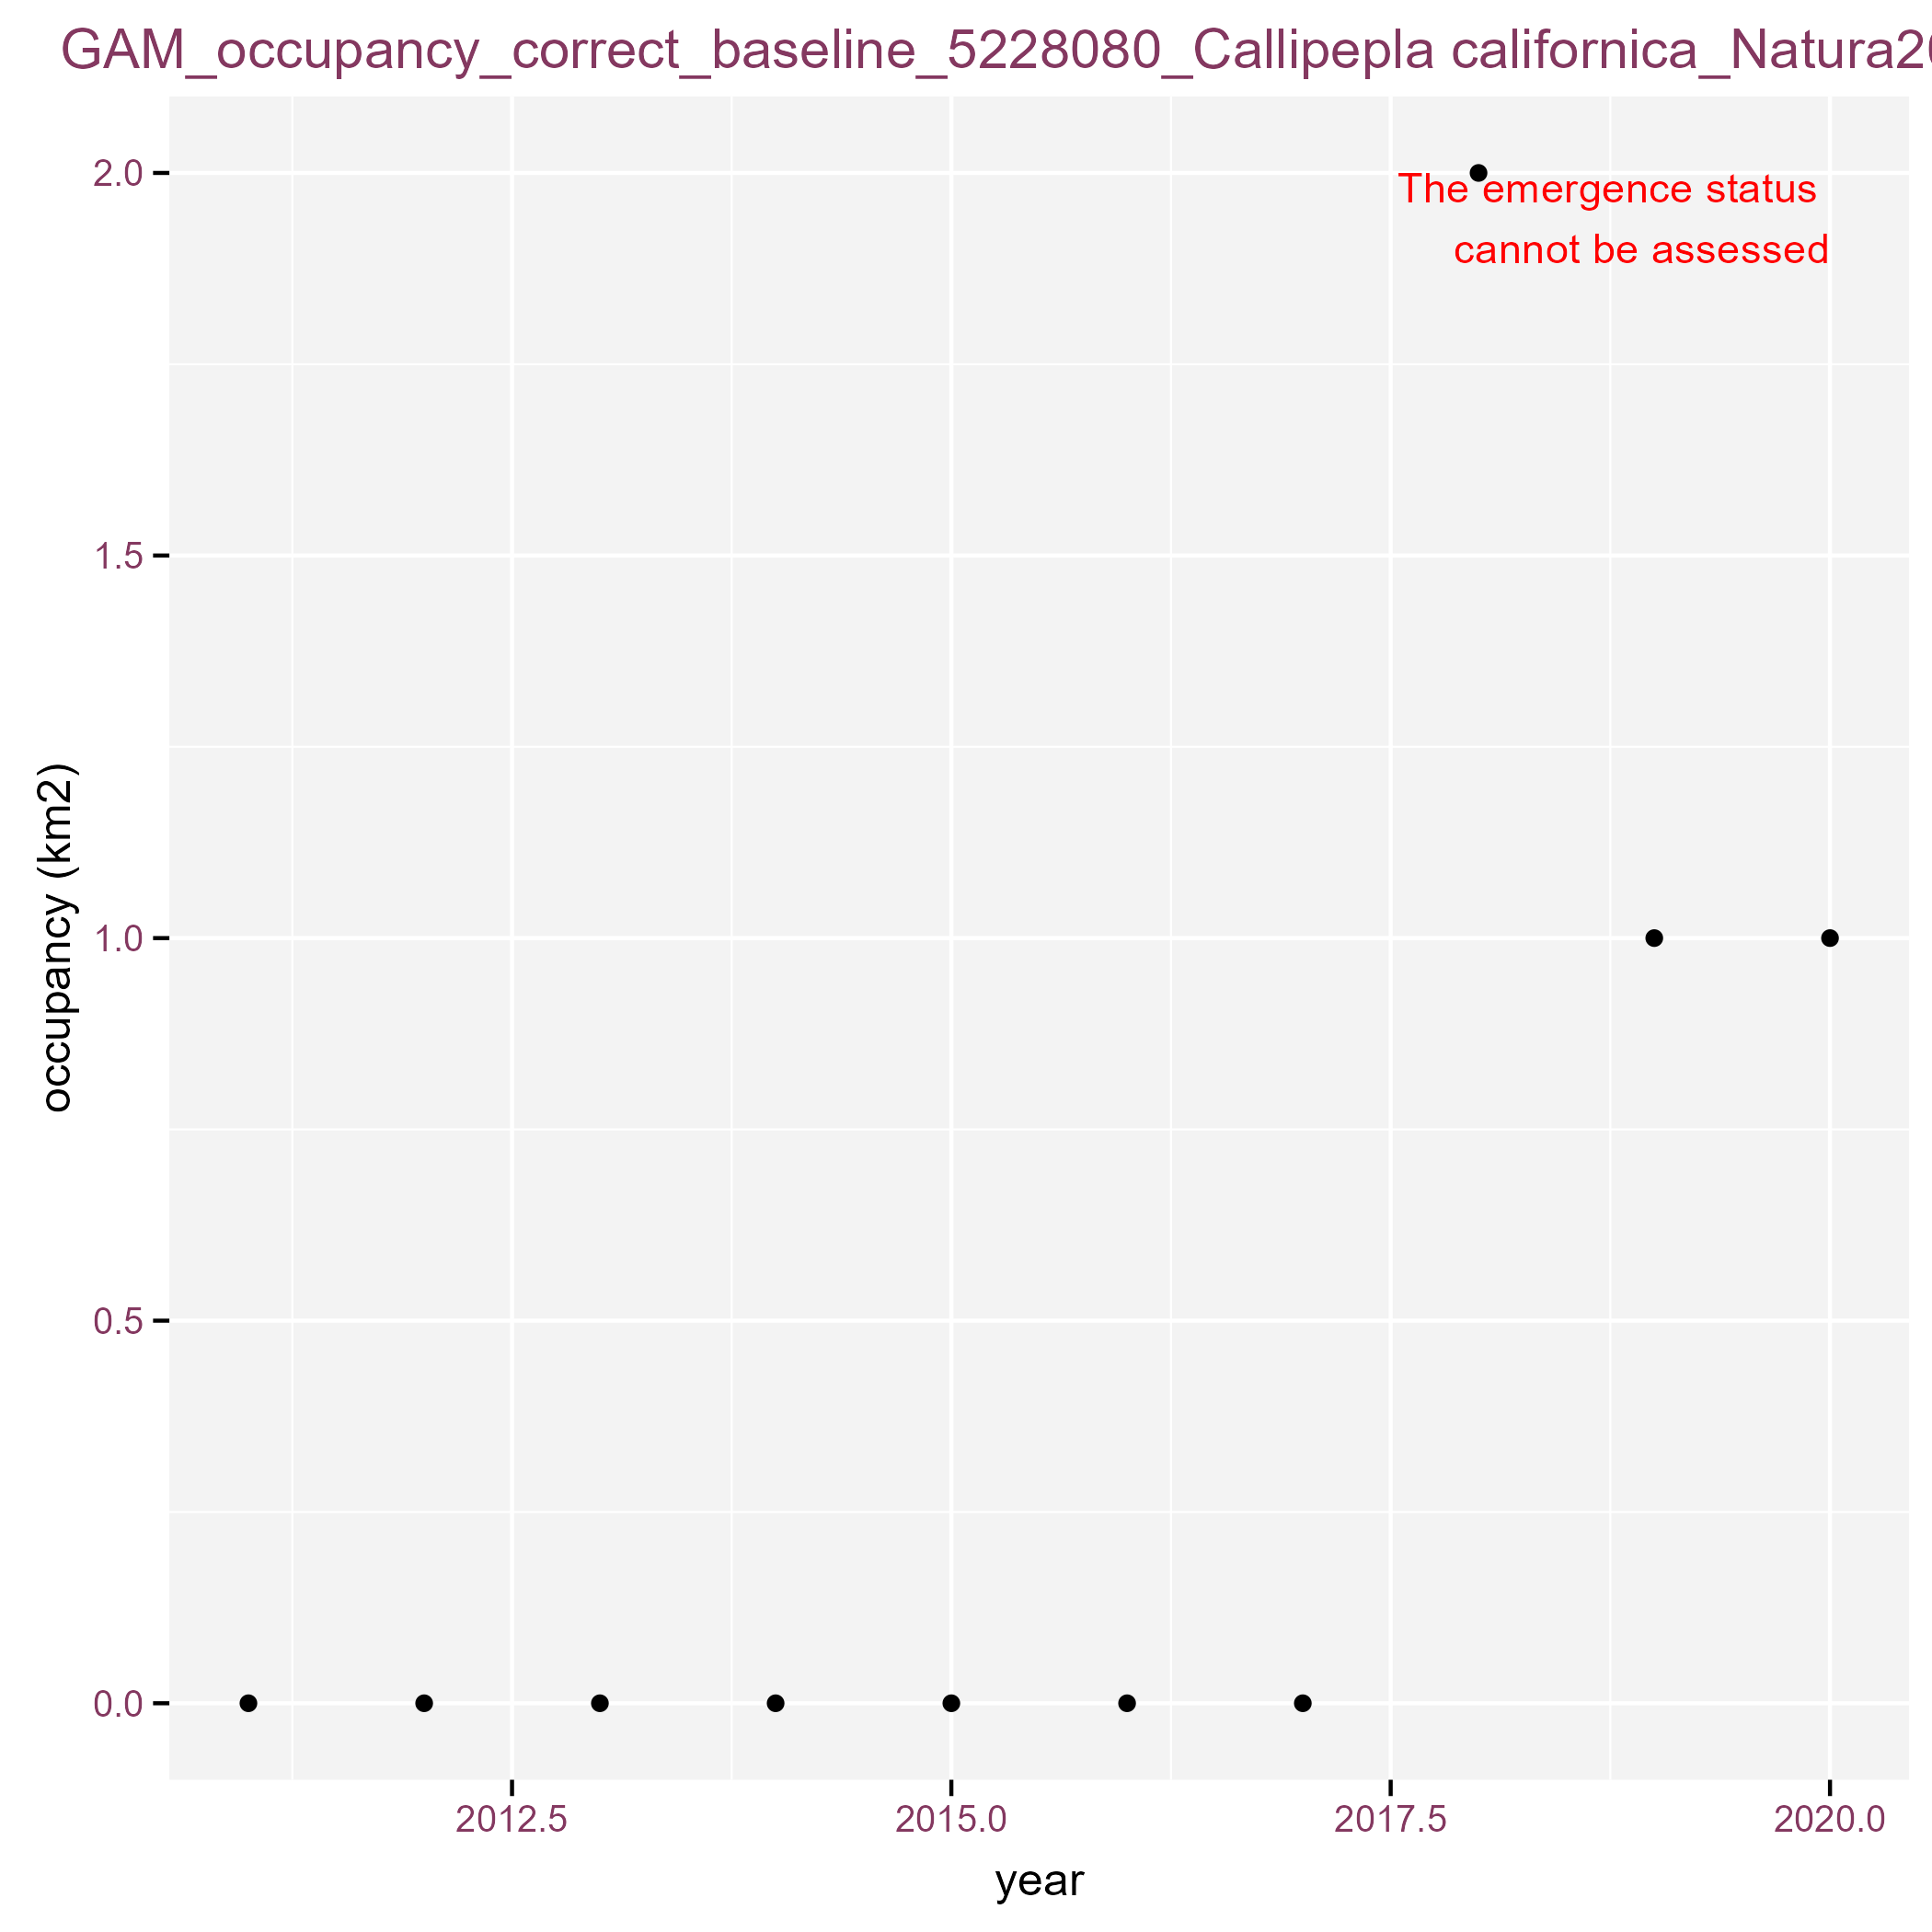 GAM_occupancy_correct_baseline_5228080_Callipepla californica_Natura20
2.0
The emergence status
cannot be assessed
1.5
occupancy (km2)
1.0
0.5
0.0
2012.5
2015.0
2017.5
2020.0
year